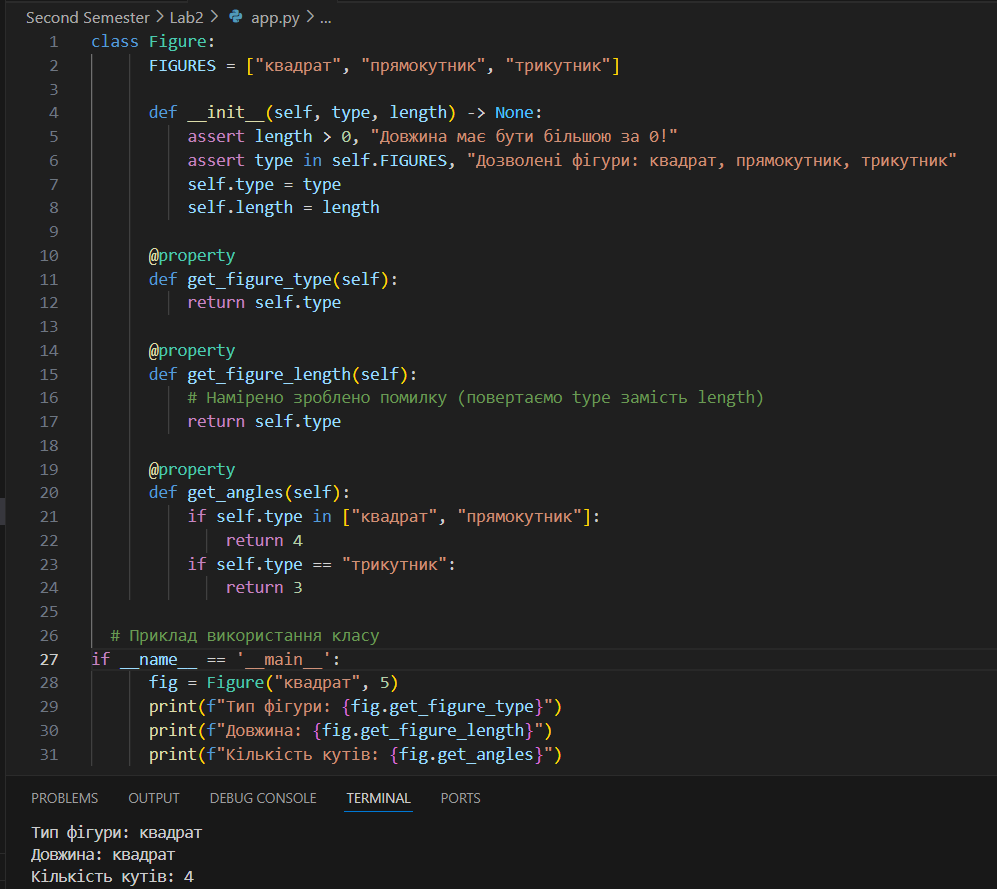 Second Semester > Lab2 > app.py > ...
1 class Figure:
2     FIGURES = ["квадрат", "прямокутник", "трикутник"]
3
4     def __init__(self, type, length) -> None:
5         assert length > 0, "Довжина має бути більшою за 0!"
6         assert type in self.FIGURES, "Дозволені фігури: квадрат, прямокутник, трикутник"
7         self.type = type
8         self.length = length
9
10     @property
11     def get_figure_type(self):
12         return self.type
13
14     @property
15     def get_figure_length(self):
16         # Намірено зроблено помилку (повертаємо type замість length)
17         return self.type
18
19     @property
20     def get_angles(self):
21         if self.type in ["квадрат", "прямокутник"]:
22             return 4
23         if self.type == "трикутник":
24             return 3
25
26   # Приклад використання класу
27 if __name__ == '__main__':
28     fig = Figure("квадрат", 5)
29     print(f"Тип фігури: {fig.get_figure_type}")
30     print(f"Довжина: {fig.get_figure_length}")
31     print(f"Кількість кутів: {fig.get_angles}")
PROBLEMS OUTPUT DEBUG CONSOLE TERMINAL PORTS
Тип фігури: квадрат
Довжина: квадрат
Кількість кутів: 4